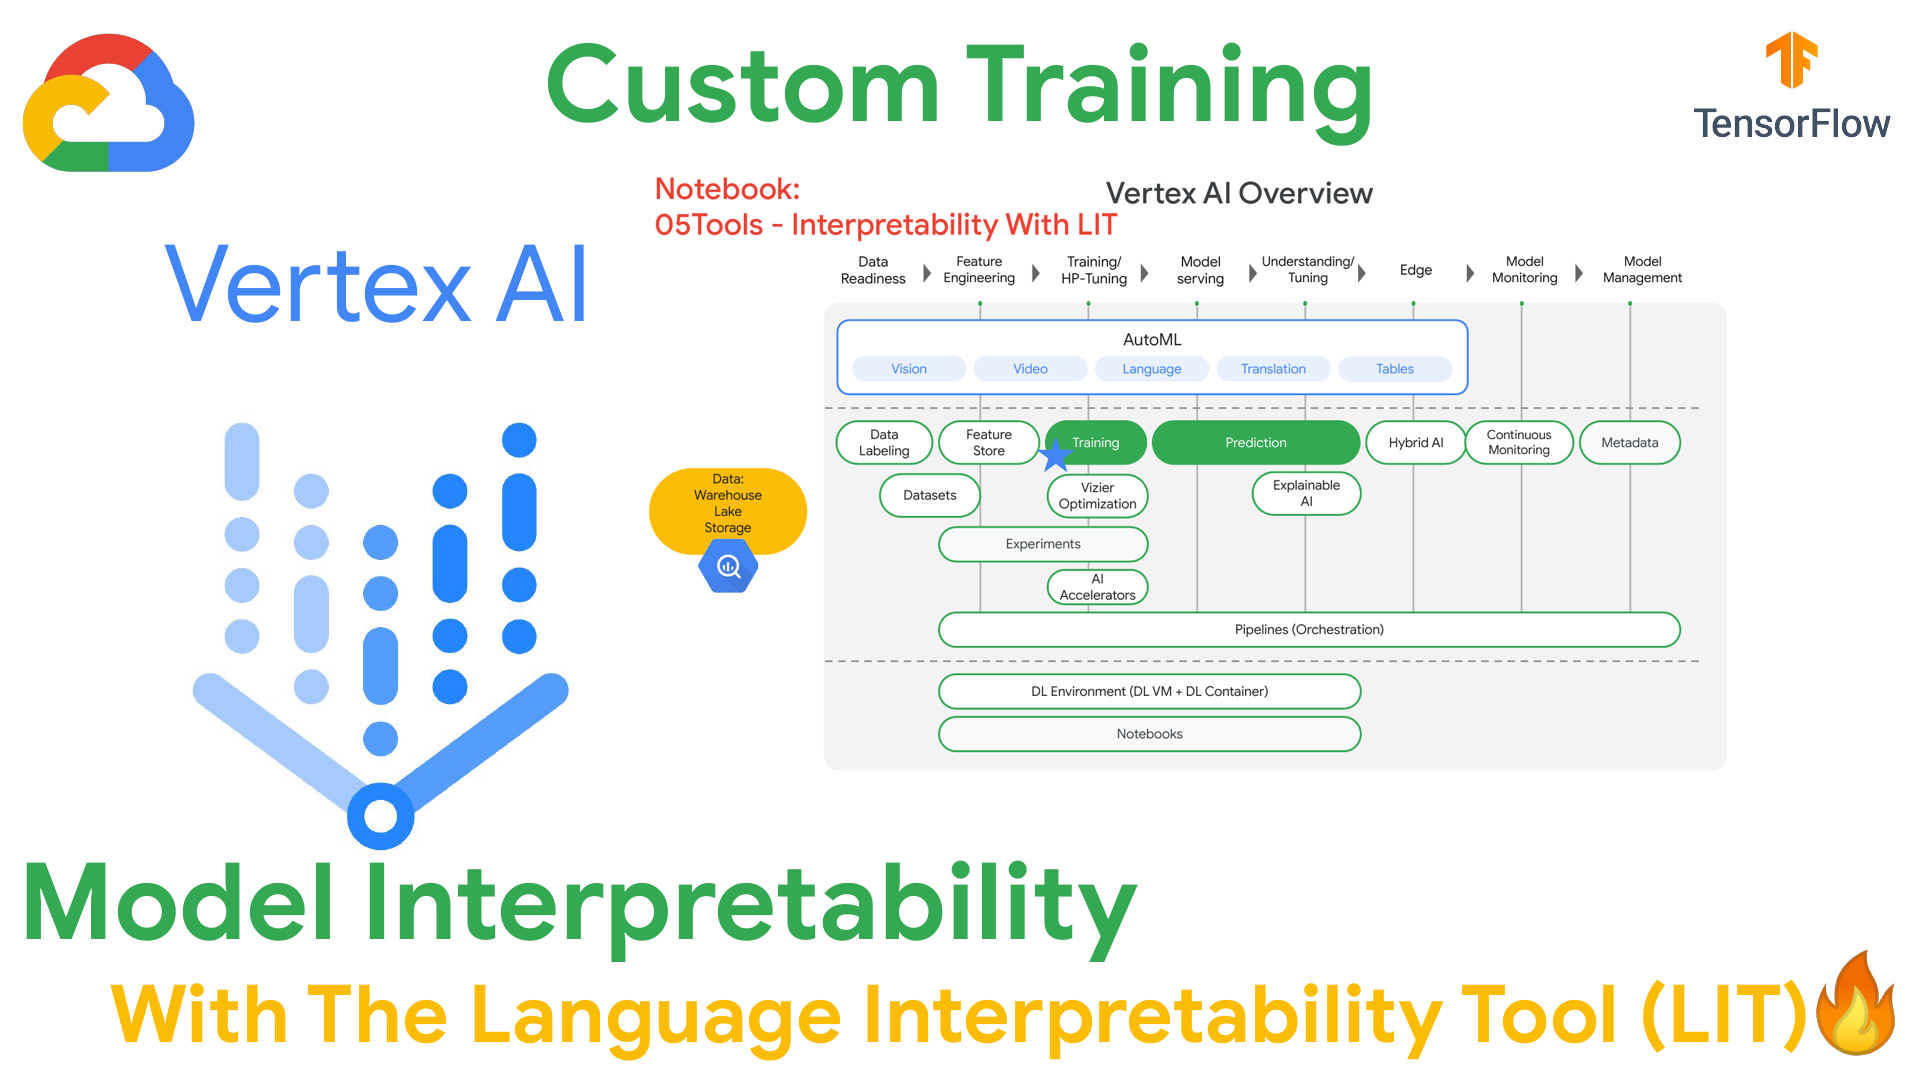 Custom Training
TensorFlow
Notebook:
05Tools - Interpretability With LIT
Vertex AI Overview
Vertex AI
Data
Readiness
Feature
Engineering
Training/
HP-Tuning
Model
serving
Understanding/
Tuning
Edge
Model
Monitoring
Model
Management
AutoML
Vision
Video
Language
Translation
Tables
Data
Labeling
Feature
Store
Training
Prediction
Hybrid AI
Continuous
Monitoring
Metadata
Data:
Warehouse
Lake
Storage
Datasets
Vizier
Optimization
Explainable
AI
Experiments
AI
Accelerators
Pipelines (Orchestration)
DL Environment (DL VM + DL Container)
Notebooks
Model Interpretability
With The Language Interpretability Tool (LIT)